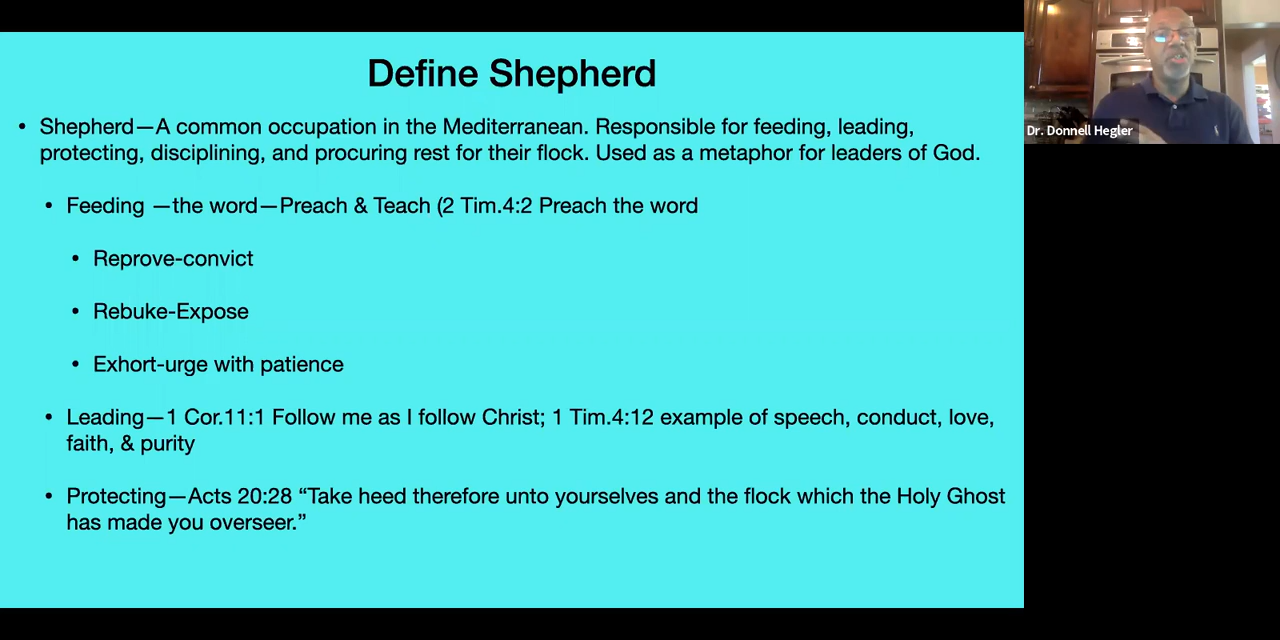 Define Shepherd
• Shepherd—A common occupation in the Mediterranean. Responsible for feeding, leading,
protecting, disciplining, and procuring rest for their flock. Used as a metaphor for leaders of God.
• Feeding —the word—Preach & Teach (2 Tim.4:2 Preach the word
• Reprove-convict
• Rebuke-Expose
• Exhort-urge with patience
• Leading—1 Cor.11:1 Follow me as I follow Christ; 1 Tim.4:12 example of speech, conduct, love,
faith, & purity
• Protecting—Acts 20:28 “Take heed therefore unto yourselves and the flock which the Holy Ghost
has made you overseer.”
Dr. Donnell Hegler